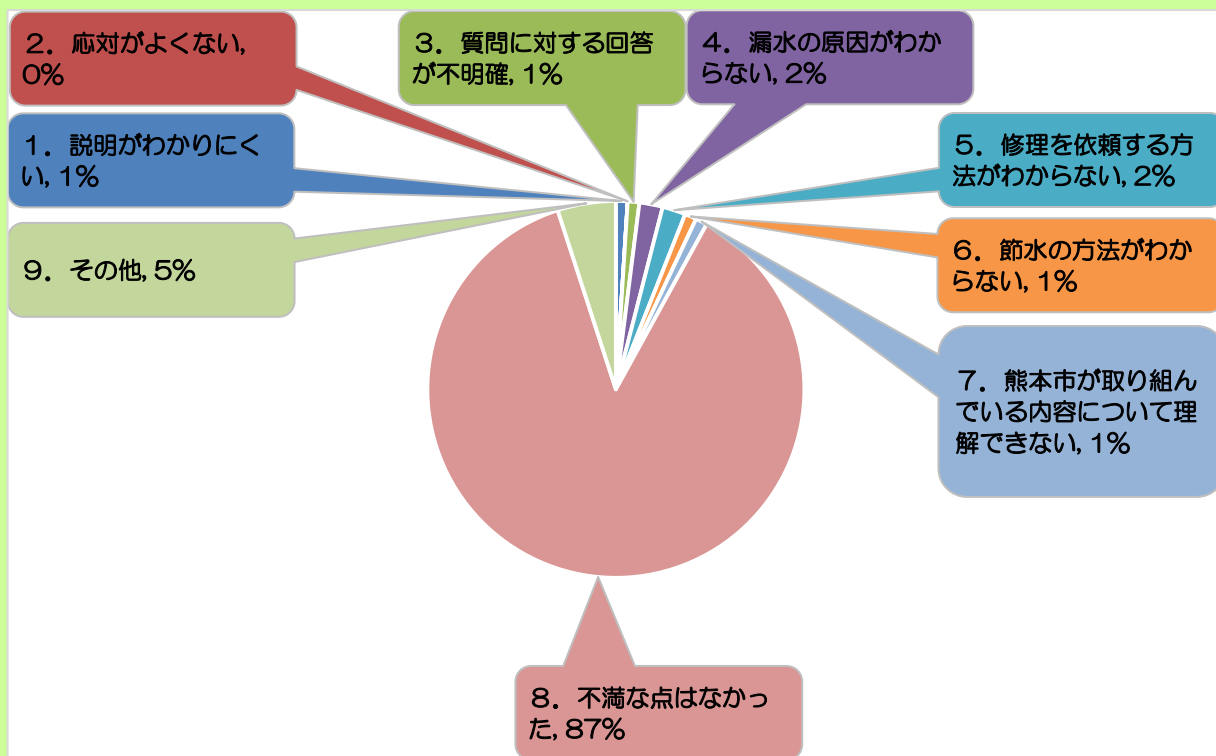 2．応対がよくない,
0%
3．質問に対する回答
が不明確, 1%
4．漏水の原因がわか
らない, 2%
1．説明がわかりにく
い, 1%
5．修理を依頼する方
法がわからない, 2%
9．その他, 5%
6．節水の方法がわか
らない, 1%
7．熊本市が取り組ん
でいる内容について理
解できない, 1%
8．不満な点はなかっ
た, 87%